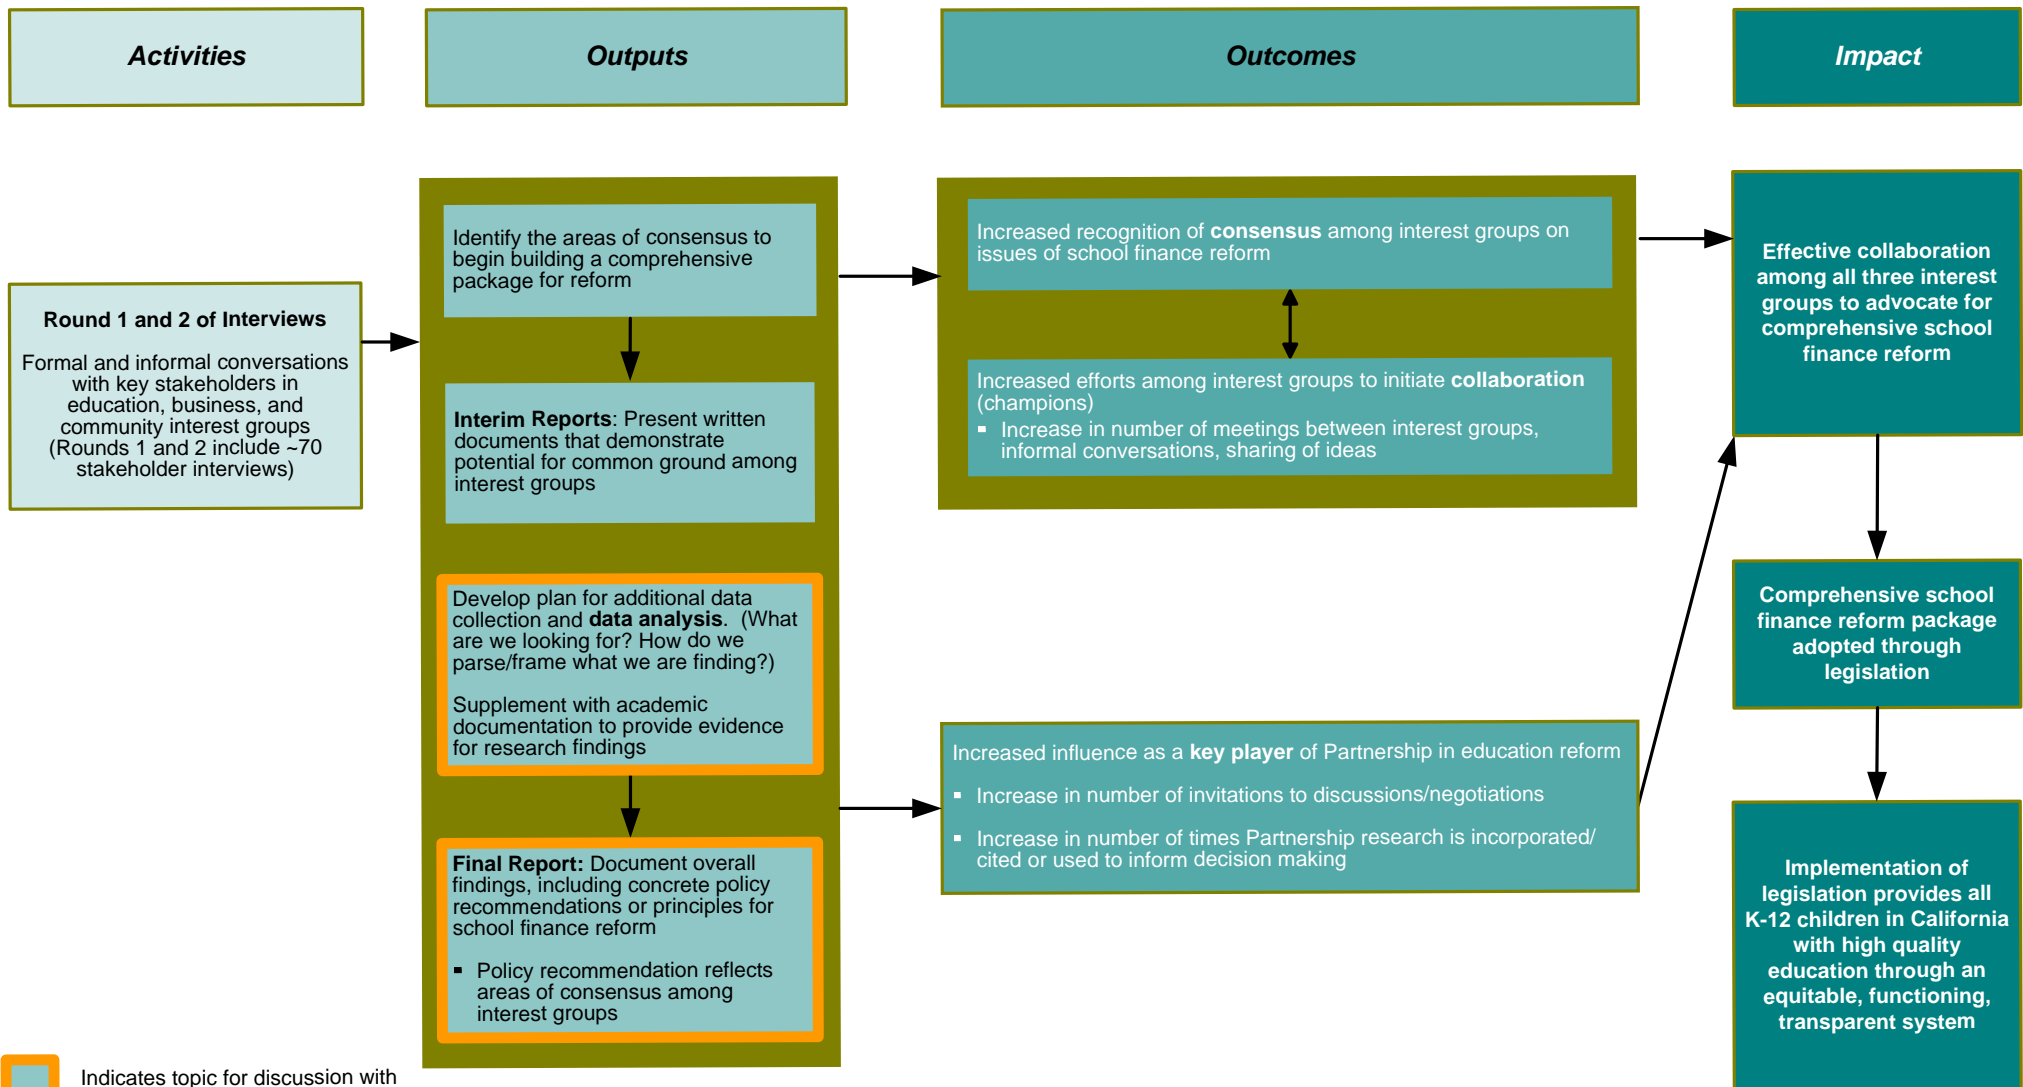 Activities
Outputs
Outcomes
Impact
Round 1 and 2 of Interviews
Formal and informal conversations
with key stakeholders in
education, business, and
community interest groups
(Rounds 1 and 2 include ~70
stakeholder interviews)
Identify the areas of consensus to
begin building a comprehensive
package for reform
Interim Reports: Present written
documents that demonstrate
potential for common ground among
interest groups
Develop plan for additional data
collection and data analysis.  (What
are we looking for? How do we
parse/frame what we are finding?)
Supplement with academic
documentation to provide evidence
for research findings
Final Report: Document overall
findings, including concrete policy
recommendations or principles for
school finance reform
▪ Policy recommendation reflects
areas of consensus among
interest groups
Increased recognition of consensus among interest groups on
issues of school finance reform
Increased efforts among interest groups to initiate collaboration
(champions)
▪ Increase in number of meetings between interest groups,
informal conversations, sharing of ideas
Increased influence as a key player of Partnership in education reform
▪ Increase in number of invitations to discussions/negotiations
▪ Increase in number of times Partnership research is incorporated/
cited or used to inform decision making
Effective collaboration
among all three interest
groups to advocate for
comprehensive school
finance reform
Comprehensive school
finance reform package
adopted through
legislation
Implementation of
legislation provides all
K-12 children in California
with high quality
education through an
equitable, functioning,
transparent system
Indicates topic for discussion with